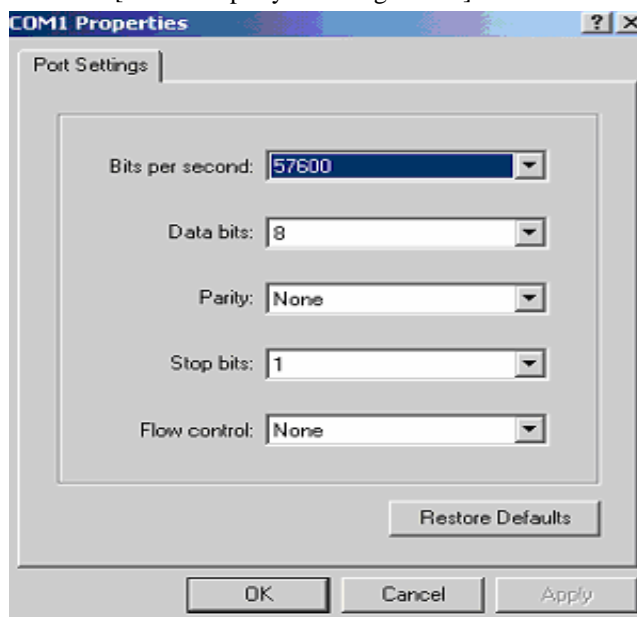 COM1 Properties
Port Settings
Bits per second: 57600
Data bits: 8
Parity: None
Stop bits: 1
Flow control: None
Restore Defaults
OK Cancel Apply